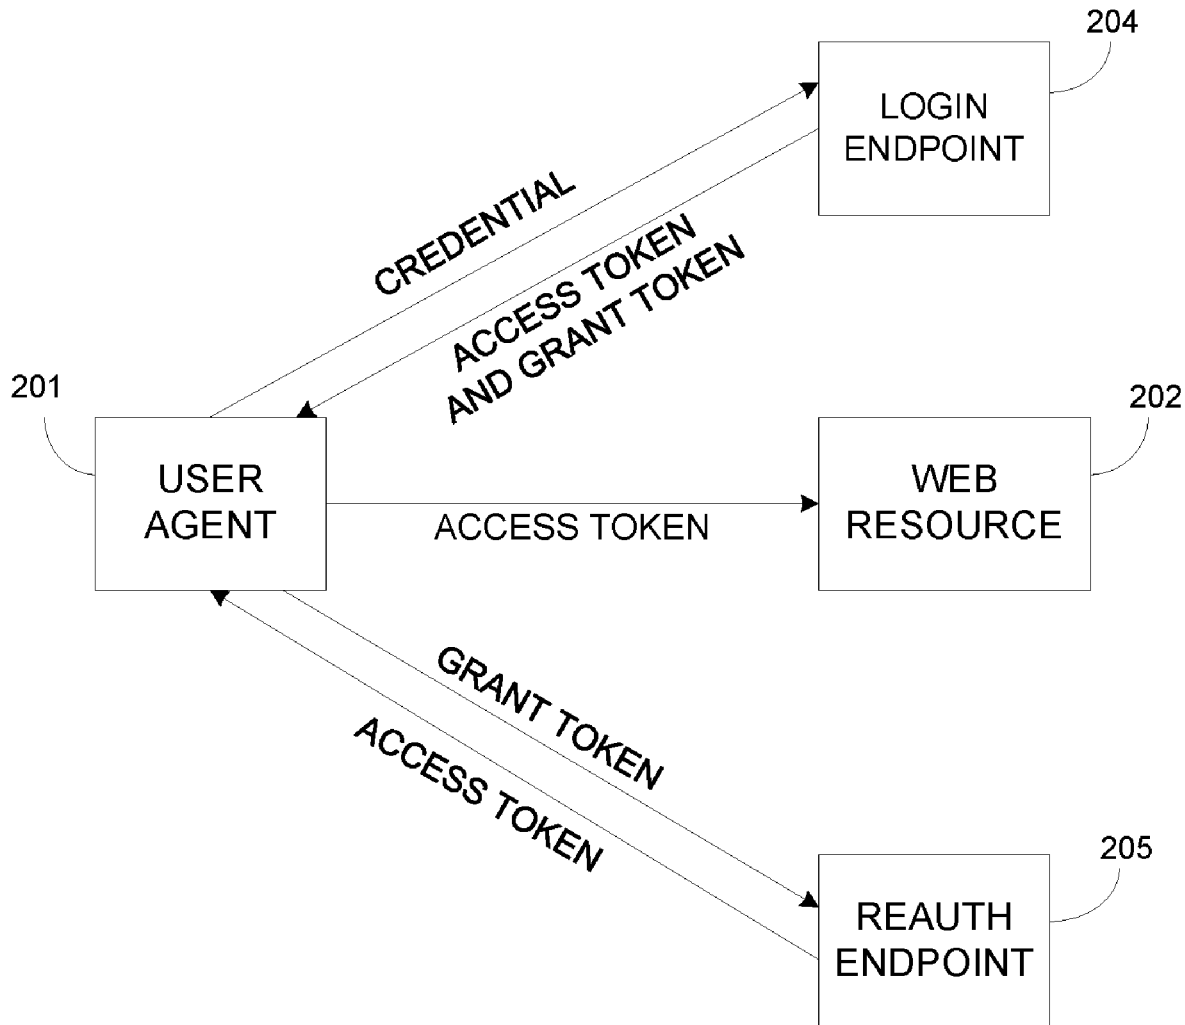 204
LOGIN
ENDPOINT
CREDENTIAL
ACCESS TOKEN
AND GRANT TOKEN
201
202
USER
AGENT
WEB
RESOURCE
ACCESS TOKEN
GRANT TOKEN
ACCESS TOKEN
205
REAUTH
ENDPOINT